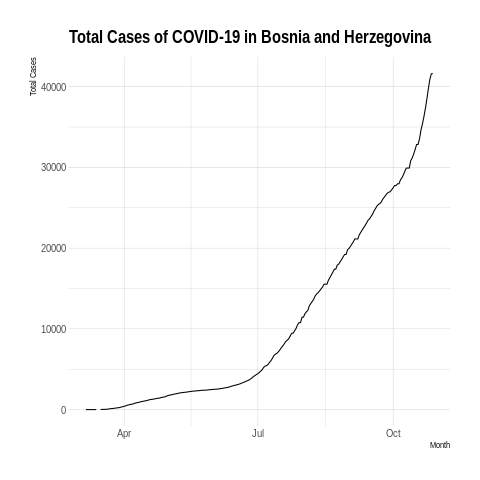 Total Cases of COVID-19 in Bosnia and Herzegovina
Total Cases
40000
30000
20000
10000
0
Apr Jul Oct
Month